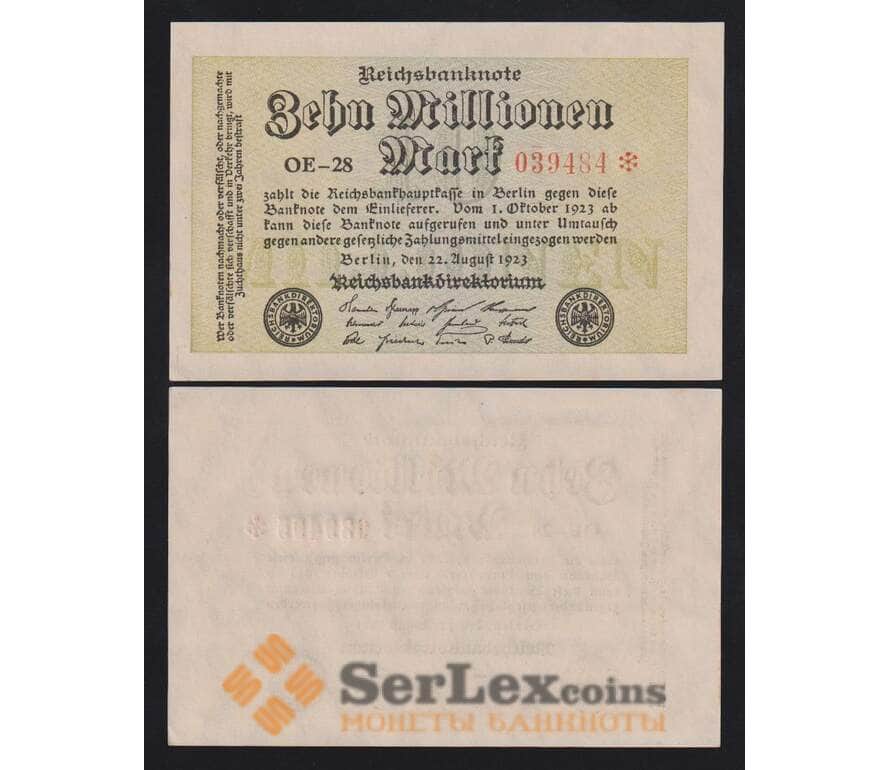 Reichsbanknote
Zehn Millionen
OE-28 Mark 039484 *
zahlt die Reichsbankhauptkasse in Berlin gegen diese
Banknote dem Einlieferer. Vom 1. Oktober 1923 ab
kann diese Banknote aufgerufen und unter Umtausch
gegen andere gesetzliche Zahlungsmittel eingezogen werden
Berlin, den 22. August 1923
Reichsbankdirektorium
REICHSBANKDIREKTORIUM
REICHSBANKDIREKTORIUM
Wer Banknoten nachmacht oder verfälscht, oder nachgemachte
oder verfälschte sich verschafft und in Verkehr bringt, wird mit
Zuchthaus nicht unter zwei Jahren bestraft
SerLexcoins
МОНЕТЫ БАНКНОТЫ